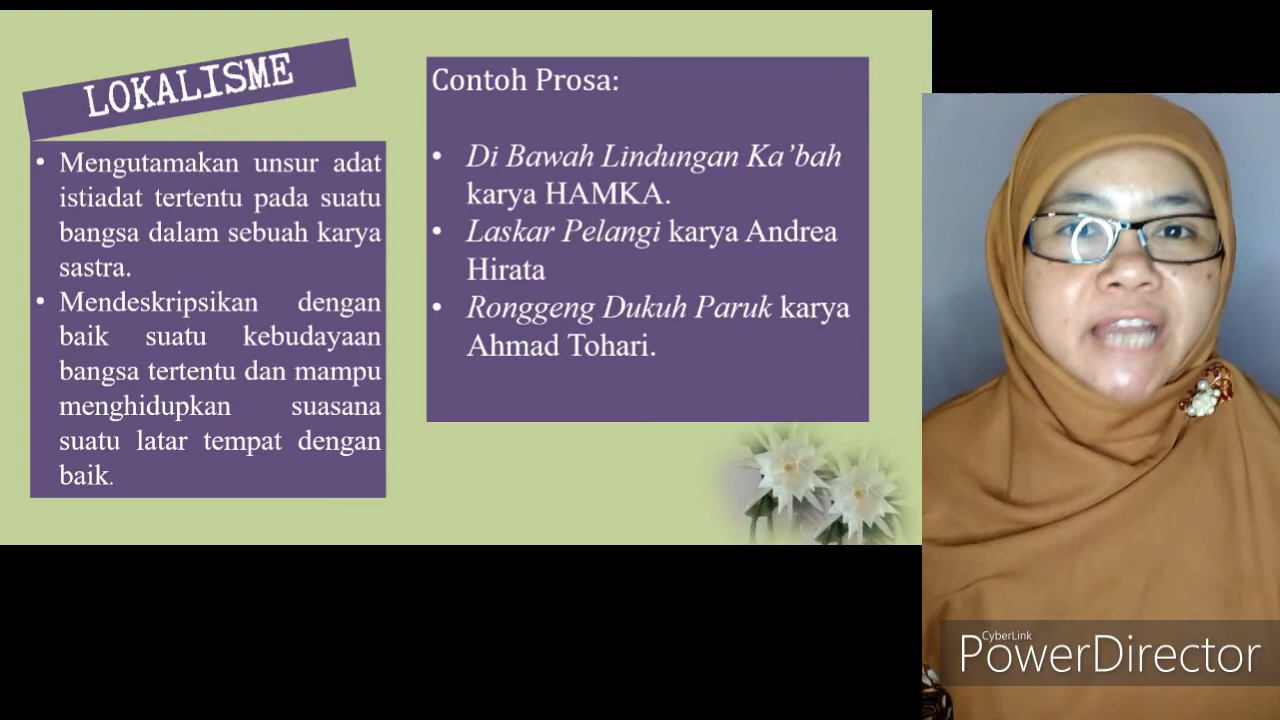 LOKALISME
• Mengutamakan unsur adat
istiadat tertentu pada suatu
bangsa dalam sebuah karya
sastra.
• Mendeskripsikan dengan
baik suatu kebudayaan
bangsa tertentu dan mampu
menghidupkan suasana
suatu latar tempat dengan
baik.
Contoh Prosa:
• Di Bawah Lindungan Ka’bah
karya HAMKA.
• Laskar Pelangi karya Andrea
Hirata
• Ronggeng Dukuh Paruk karya
Ahmad Tohari.
CyberLink
PowerDirector